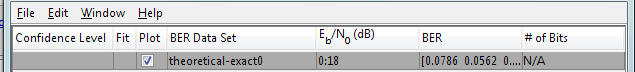 File Edit Window Help
Confidence Level Fit Plot BER Data Set Eb/N0 (dB) BER # of Bits
theoretical-exact0 0:18 [0.0786 0.0562 0.... N/A